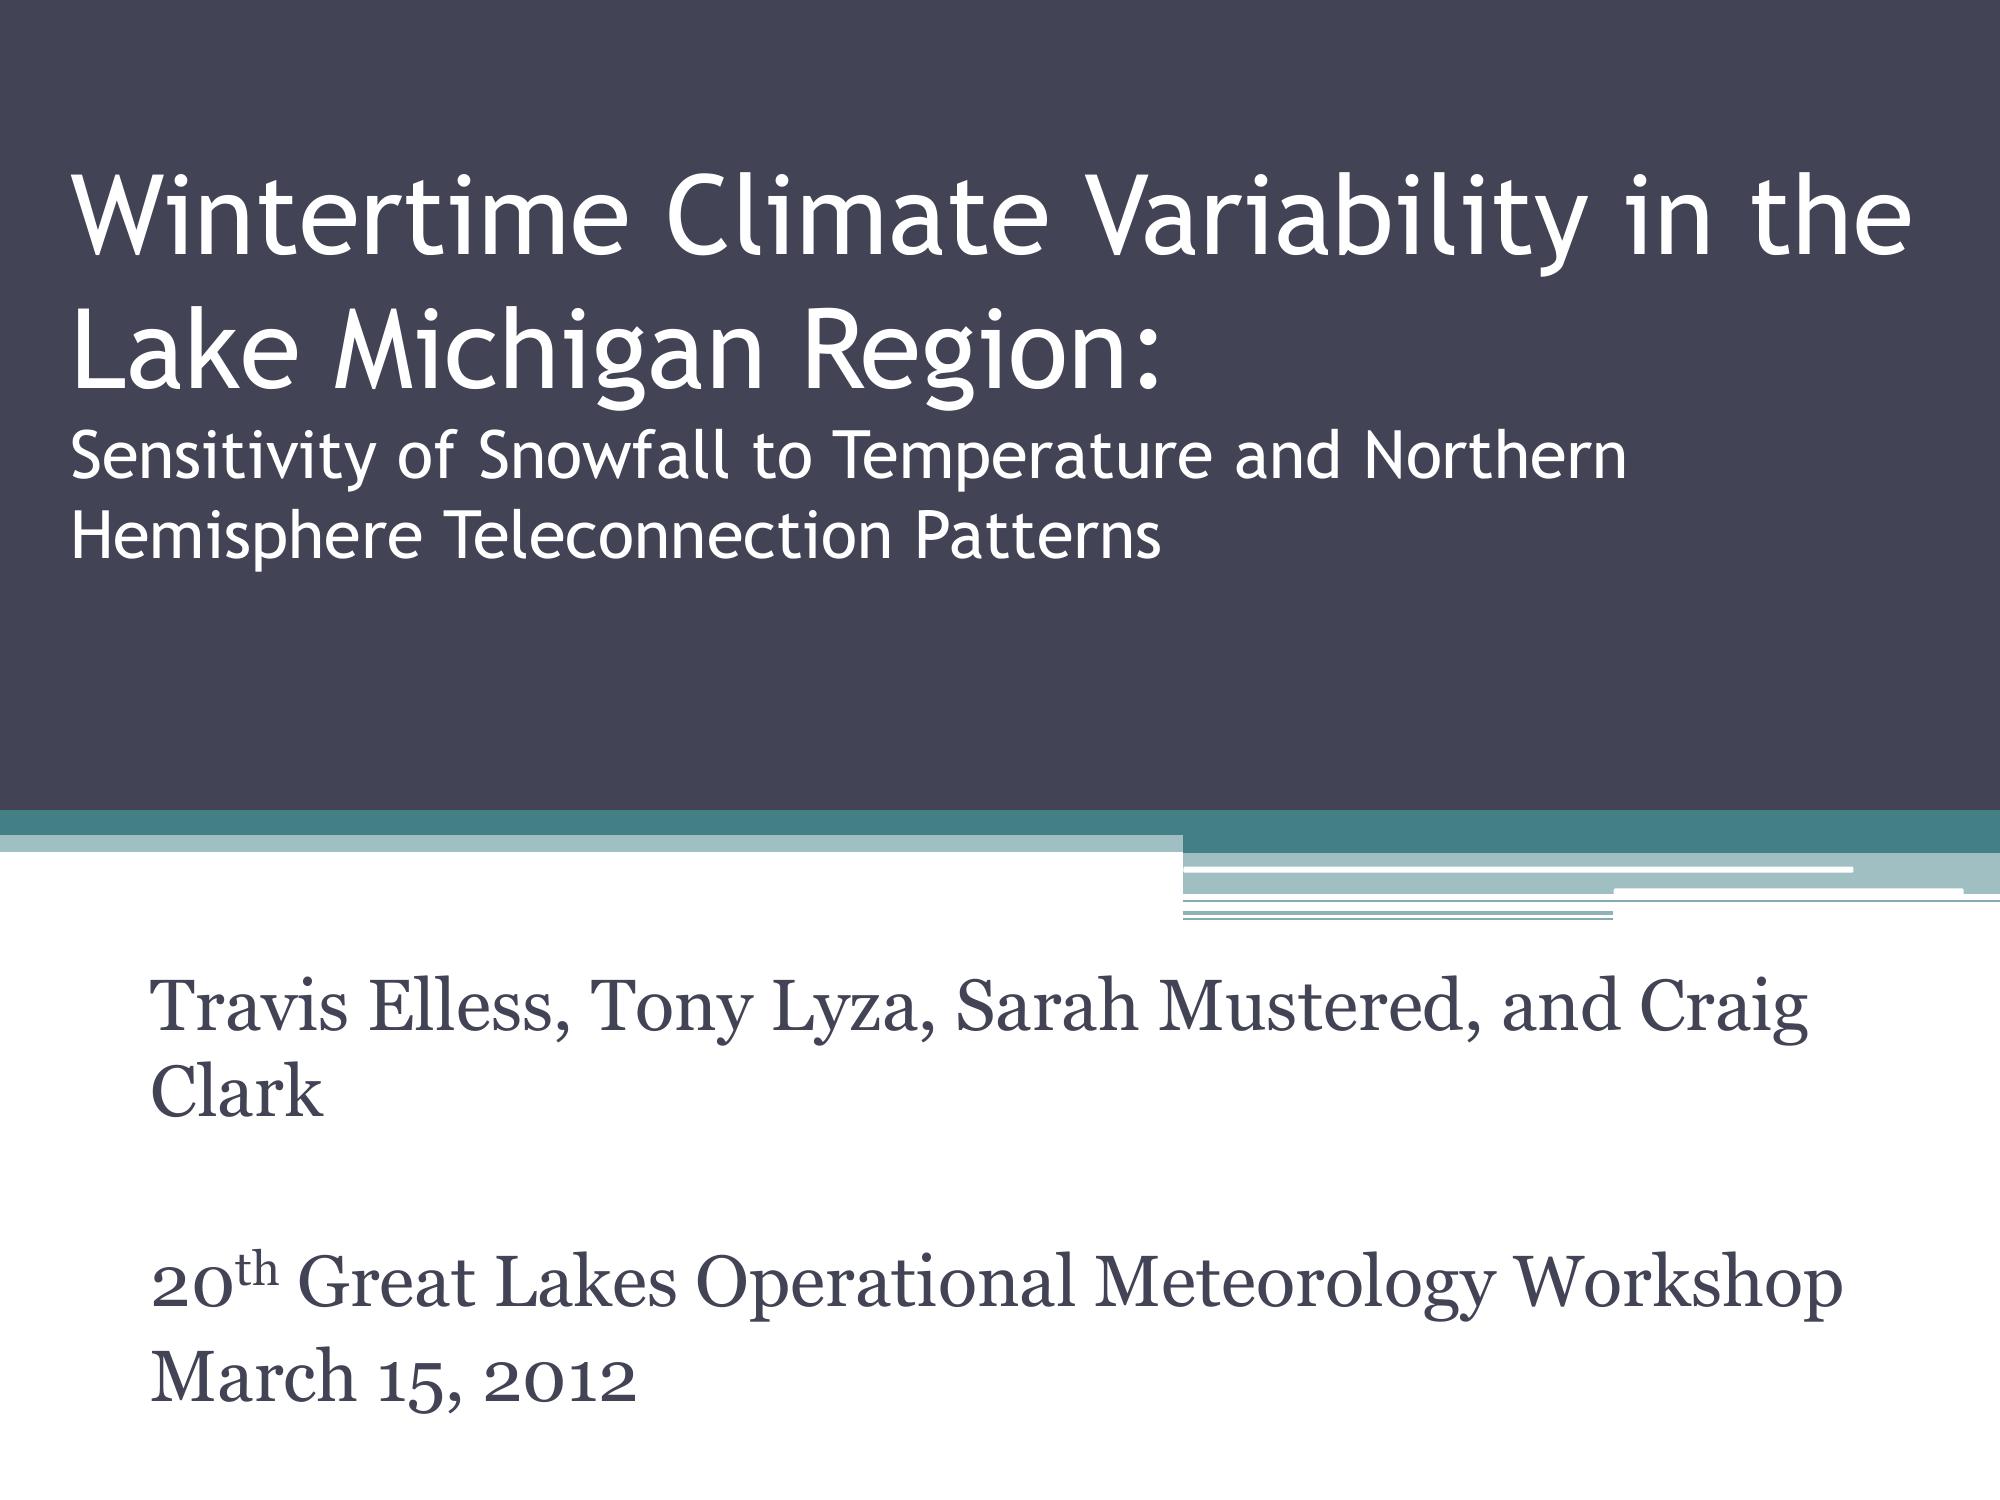 Wintertime Climate Variability in the
Lake Michigan Region:
Sensitivity of Snowfall to Temperature and Northern
Hemisphere Teleconnection Patterns
Travis Elless, Tony Lyza, Sarah Mustered, and Craig
Clark
20th Great Lakes Operational Meteorology Workshop
March 15, 2012